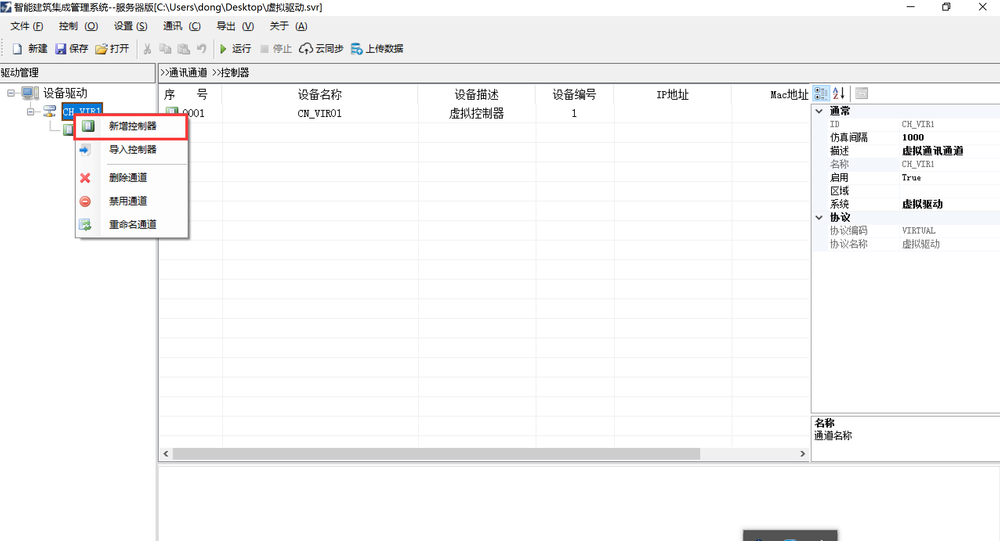 智能建筑集成管理系统--服务器版[C:\Users\dong\Desktop\虚拟驱动.svr]
文件 (F) 控制 (O) 设置 (S) 通讯 (C) 导出 (V) 关于 (A)
新建 保存 打开 运行 停止 云同步 上传数据
驱动管理
>>通讯通道 >>控制器
设备驱动
CH_VIR1
新增控制器
导入控制器
删除通道
禁用通道
重命名通道
序 号 设备名称 设备描述 设备编号 IP地址 Mac地址
0001 CN_VIR01 虚拟控制器 1
通常
ID CH_VIR1
仿真间隔 1000
描述 虚拟通讯通道
名称 CH_VIR1
启用 True
区域
系统 虚拟驱动
协议
协议编码 VIRTUAL
协议名称 虚拟驱动
名称
通道名称